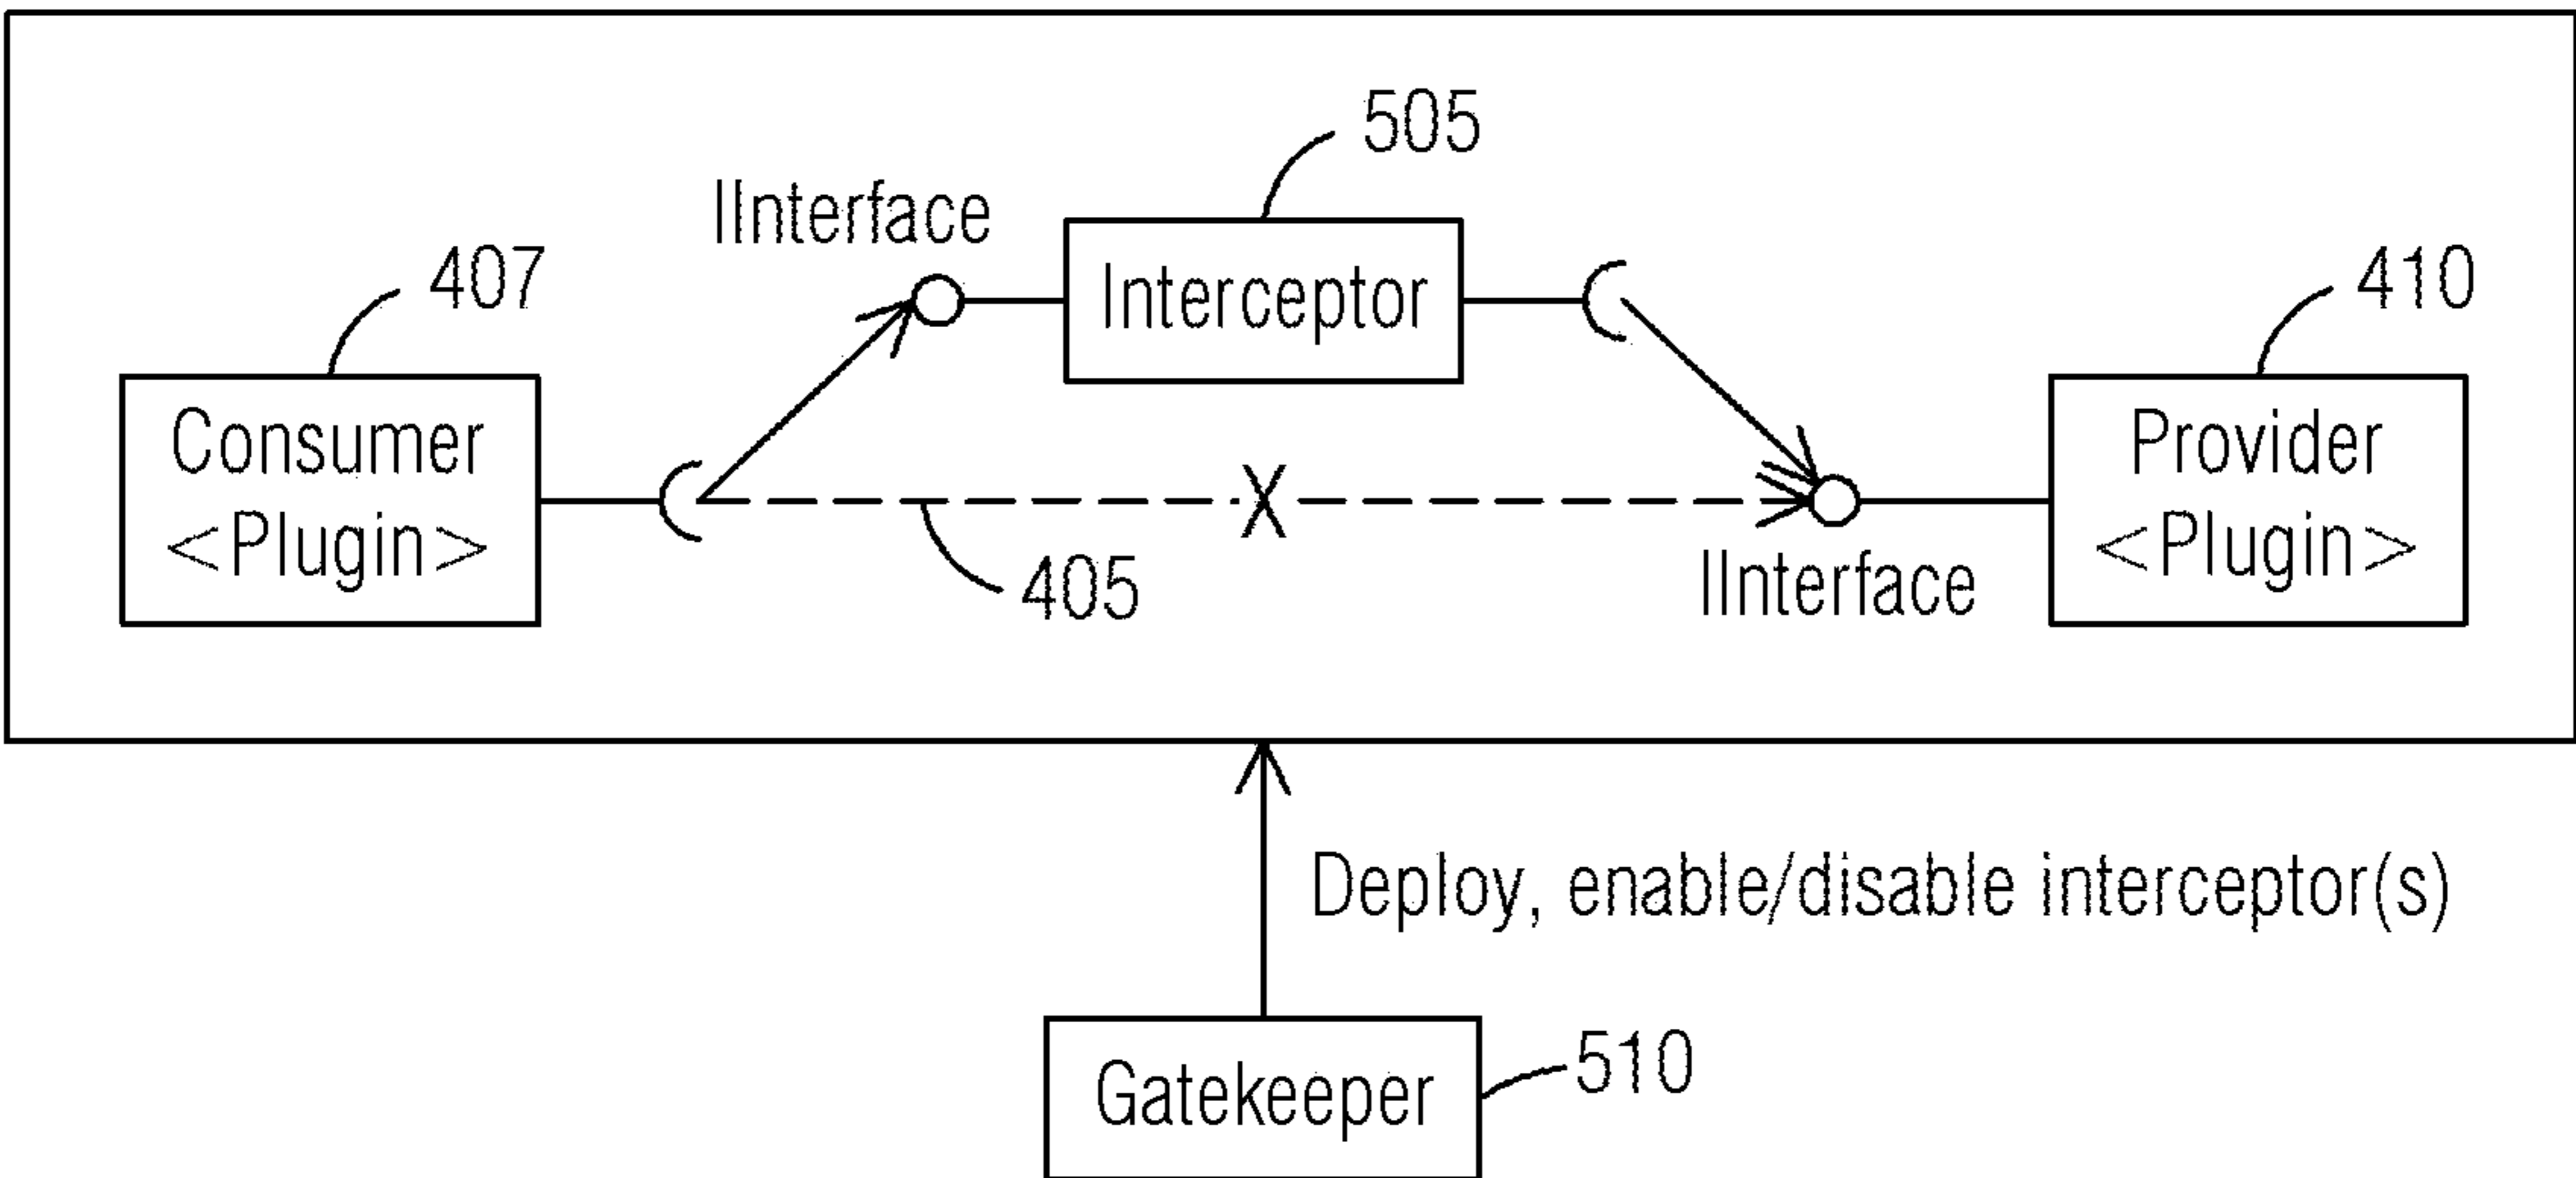 505
IInterface
407
Interceptor
410
Consumer
<Plugin>
X
Provider
<Plugin>
405
IInterface
Deploy, enable/disable interceptor(s)
Gatekeeper
510